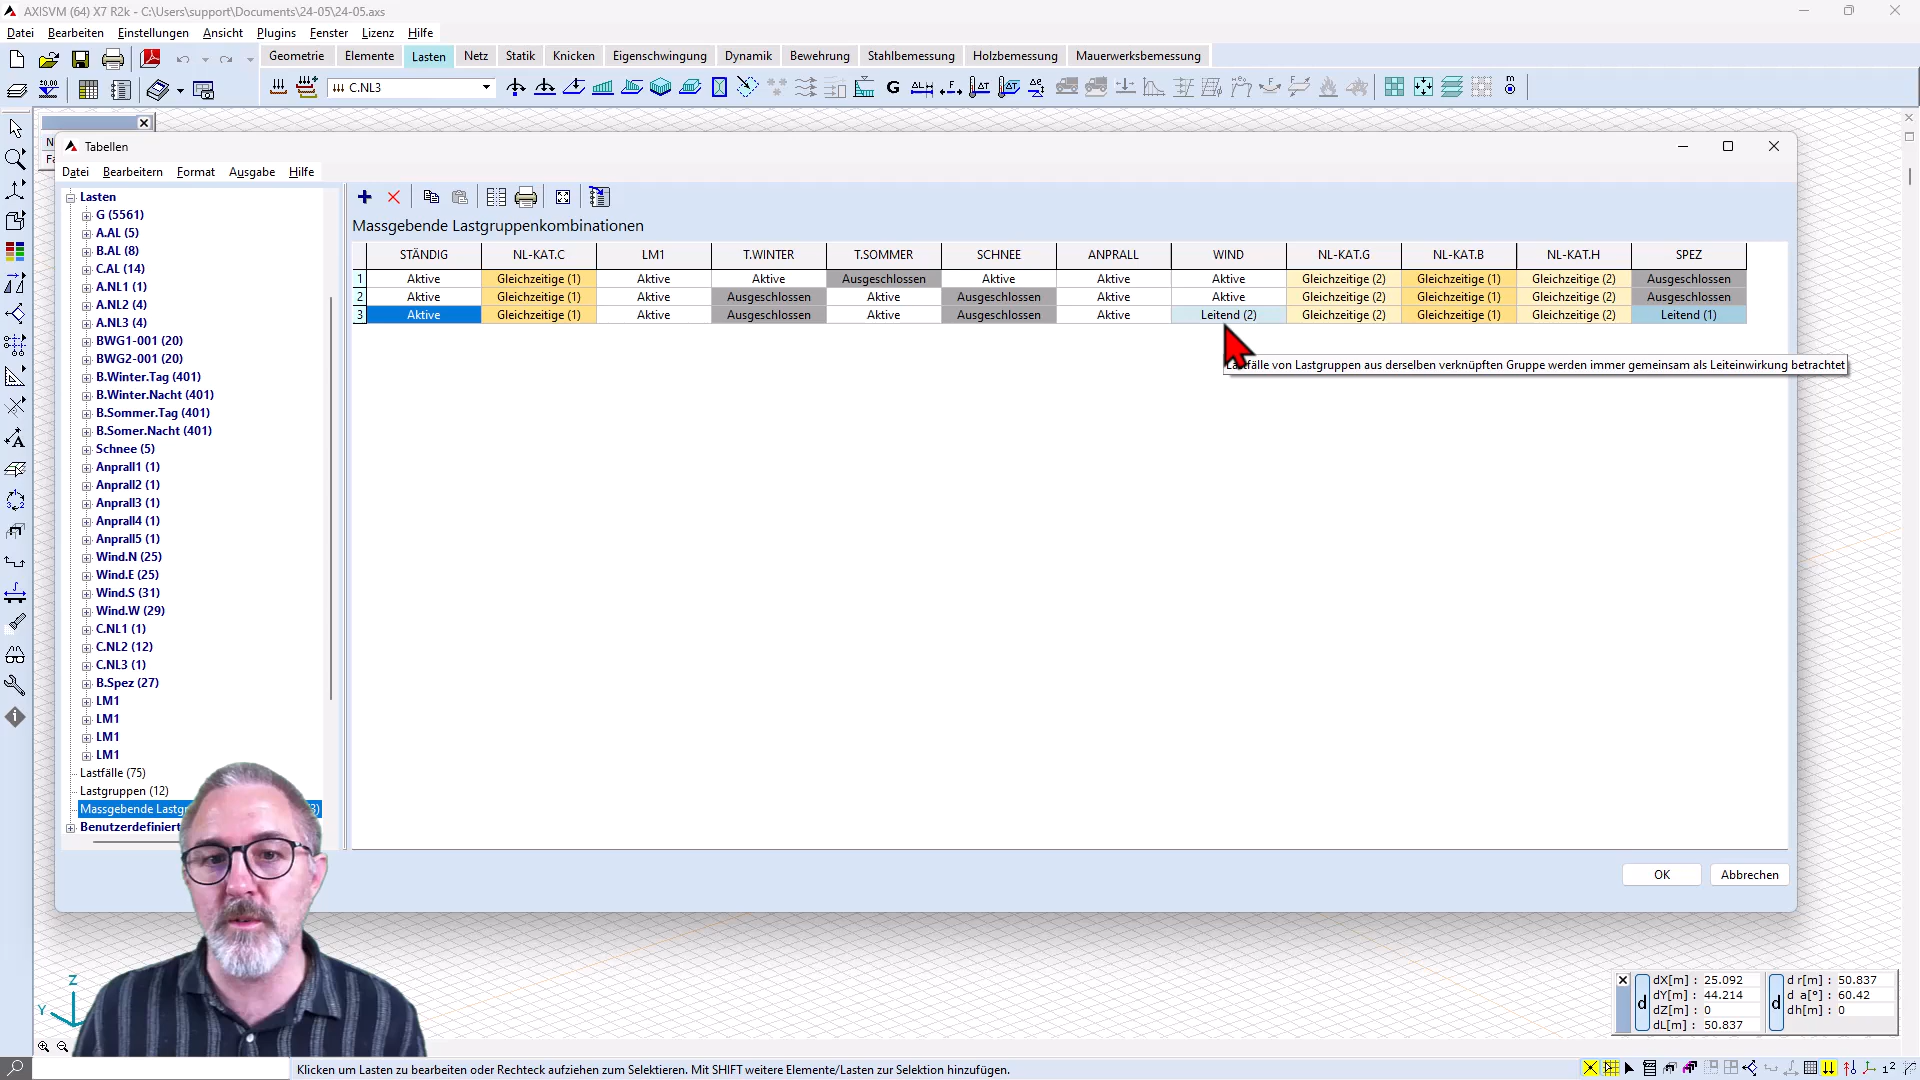 AXISVM (64) X7 R2k - C:\Users\support\Documents\24-05\24-05.axs
Datei Bearbeiten Einstellungen Ansicht Plugins Fenster Lizenz Hilfe
Geometrie Elemente Lasten Netz Statik Knicken Eigenschwingung Dynamik Bewehrung Stahlbemessung Holzbemessung Mauerwerksbemessung
C.NL3
Tabellen
Datei Bearbeitern Format Ausgabe Hilfe
Massgebende Lastgruppenkombinationen
STÄNDIG NL-KAT.C LM1 T.WINTER T.SOMMER SCHNEE ANPRALL WIND NL-KAT.G NL-KAT.B NL-KAT.H SPEZ
1 Aktive Gleichzeitige (1) Aktive Aktive Ausgeschlossen Aktive Aktive Aktive Gleichzeitige (2) Gleichzeitige (1) Gleichzeitige (2) Ausgeschlossen
2 Aktive Gleichzeitige (1) Aktive Ausgeschlossen Aktive Ausgeschlossen Aktive Aktive Gleichzeitige (2) Gleichzeitige (1) Gleichzeitige (2) Ausgeschlossen
3 Aktive Gleichzeitige (1) Aktive Ausgeschlossen Aktive Ausgeschlossen Aktive Leitend (2) Gleichzeitige (2) Gleichzeitige (1) Gleichzeitige (2) Leitend (1)
von Lastgruppen aus derselben verknüpften Gruppe werden immer gemeinsam als Leiteinwirkung betrachtet
Lasten
G (5561)
A.AL (5)
B.AL (8)
C.AL (14)
A.NL1 (1)
A.NL2 (4)
A.NL3 (4)
BWG1-001 (20)
BWG2-001 (20)
B.Winter.Tag (401)
B.Winter.Nacht (401)
B.Sommer.Tag (401)
B.Somer.Nacht (401)
Schnee (5)
Anprall1 (1)
Anprall2 (1)
Anprall3 (1)
Anprall4 (1)
Anprall5 (1)
Wind.N (25)
Wind.E (25)
Wind.S (31)
Wind.W (29)
C.NL1 (1)
C.NL2 (12)
C.NL3 (1)
B.Spez (27)
LM1
LM1
LM1
LM1
Lastfälle (75)
Lastgruppen (12)
Massgebende
OK Abbrechen
dX[m] : 25.092
dY[m] : 44.214
dZ[m] : 0
dL[m] : 50.837
d r[m] : 50.837
d a[°] : 60.42
dh[m] : 0
Z
Y
Klicken um Lasten zu bearbeiten oder Rechteck aufziehen zum Selektieren. Mit SHIFT weitere Elemente/Lasten zur Selektion hinzufügen.